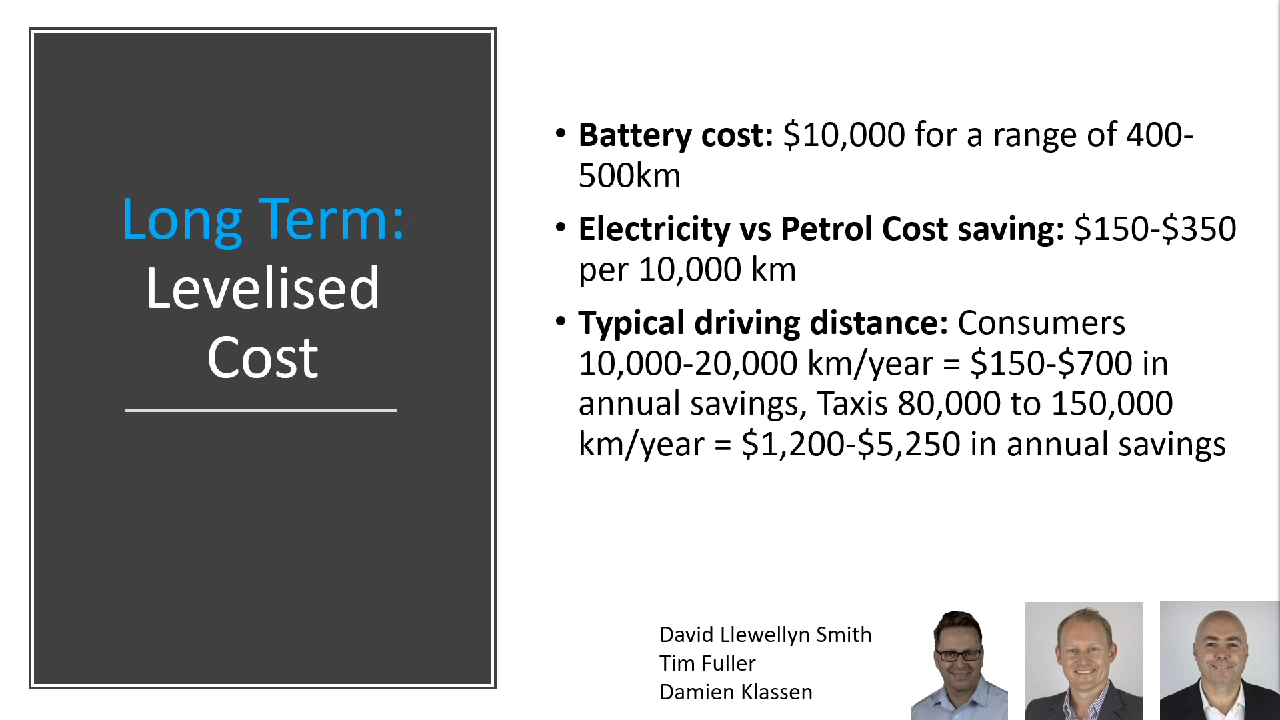 Long Term:
Levelised
Cost
• Battery cost: $10,000 for a range of 400-
500km
• Electricity vs Petrol Cost saving: $150-$350
per 10,000 km
• Typical driving distance: Consumers
10,000-20,000 km/year = $150-$700 in
annual savings, Taxis 80,000 to 150,000
km/year = $1,200-$5,250 in annual savings
David Llewellyn Smith
Tim Fuller
Damien Klassen